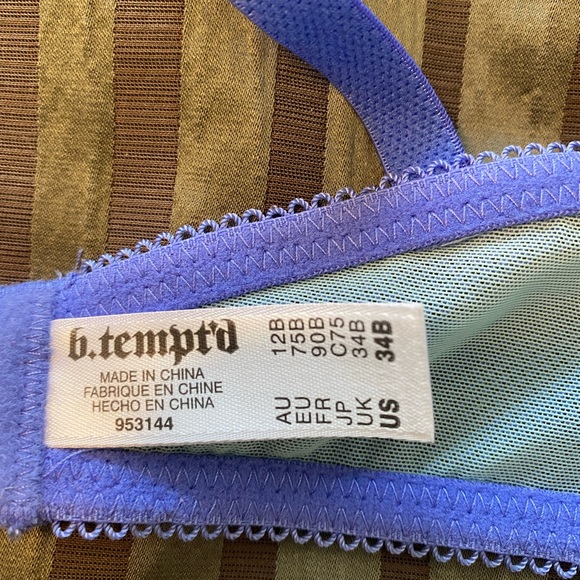 b.tempt'd
MADE IN CHINA
FABRIQUE EN CHINE
HECHO EN CHINA
953144
AU 12B
EU 75B
FR 90B
JP C75
UK 34B
US 34B